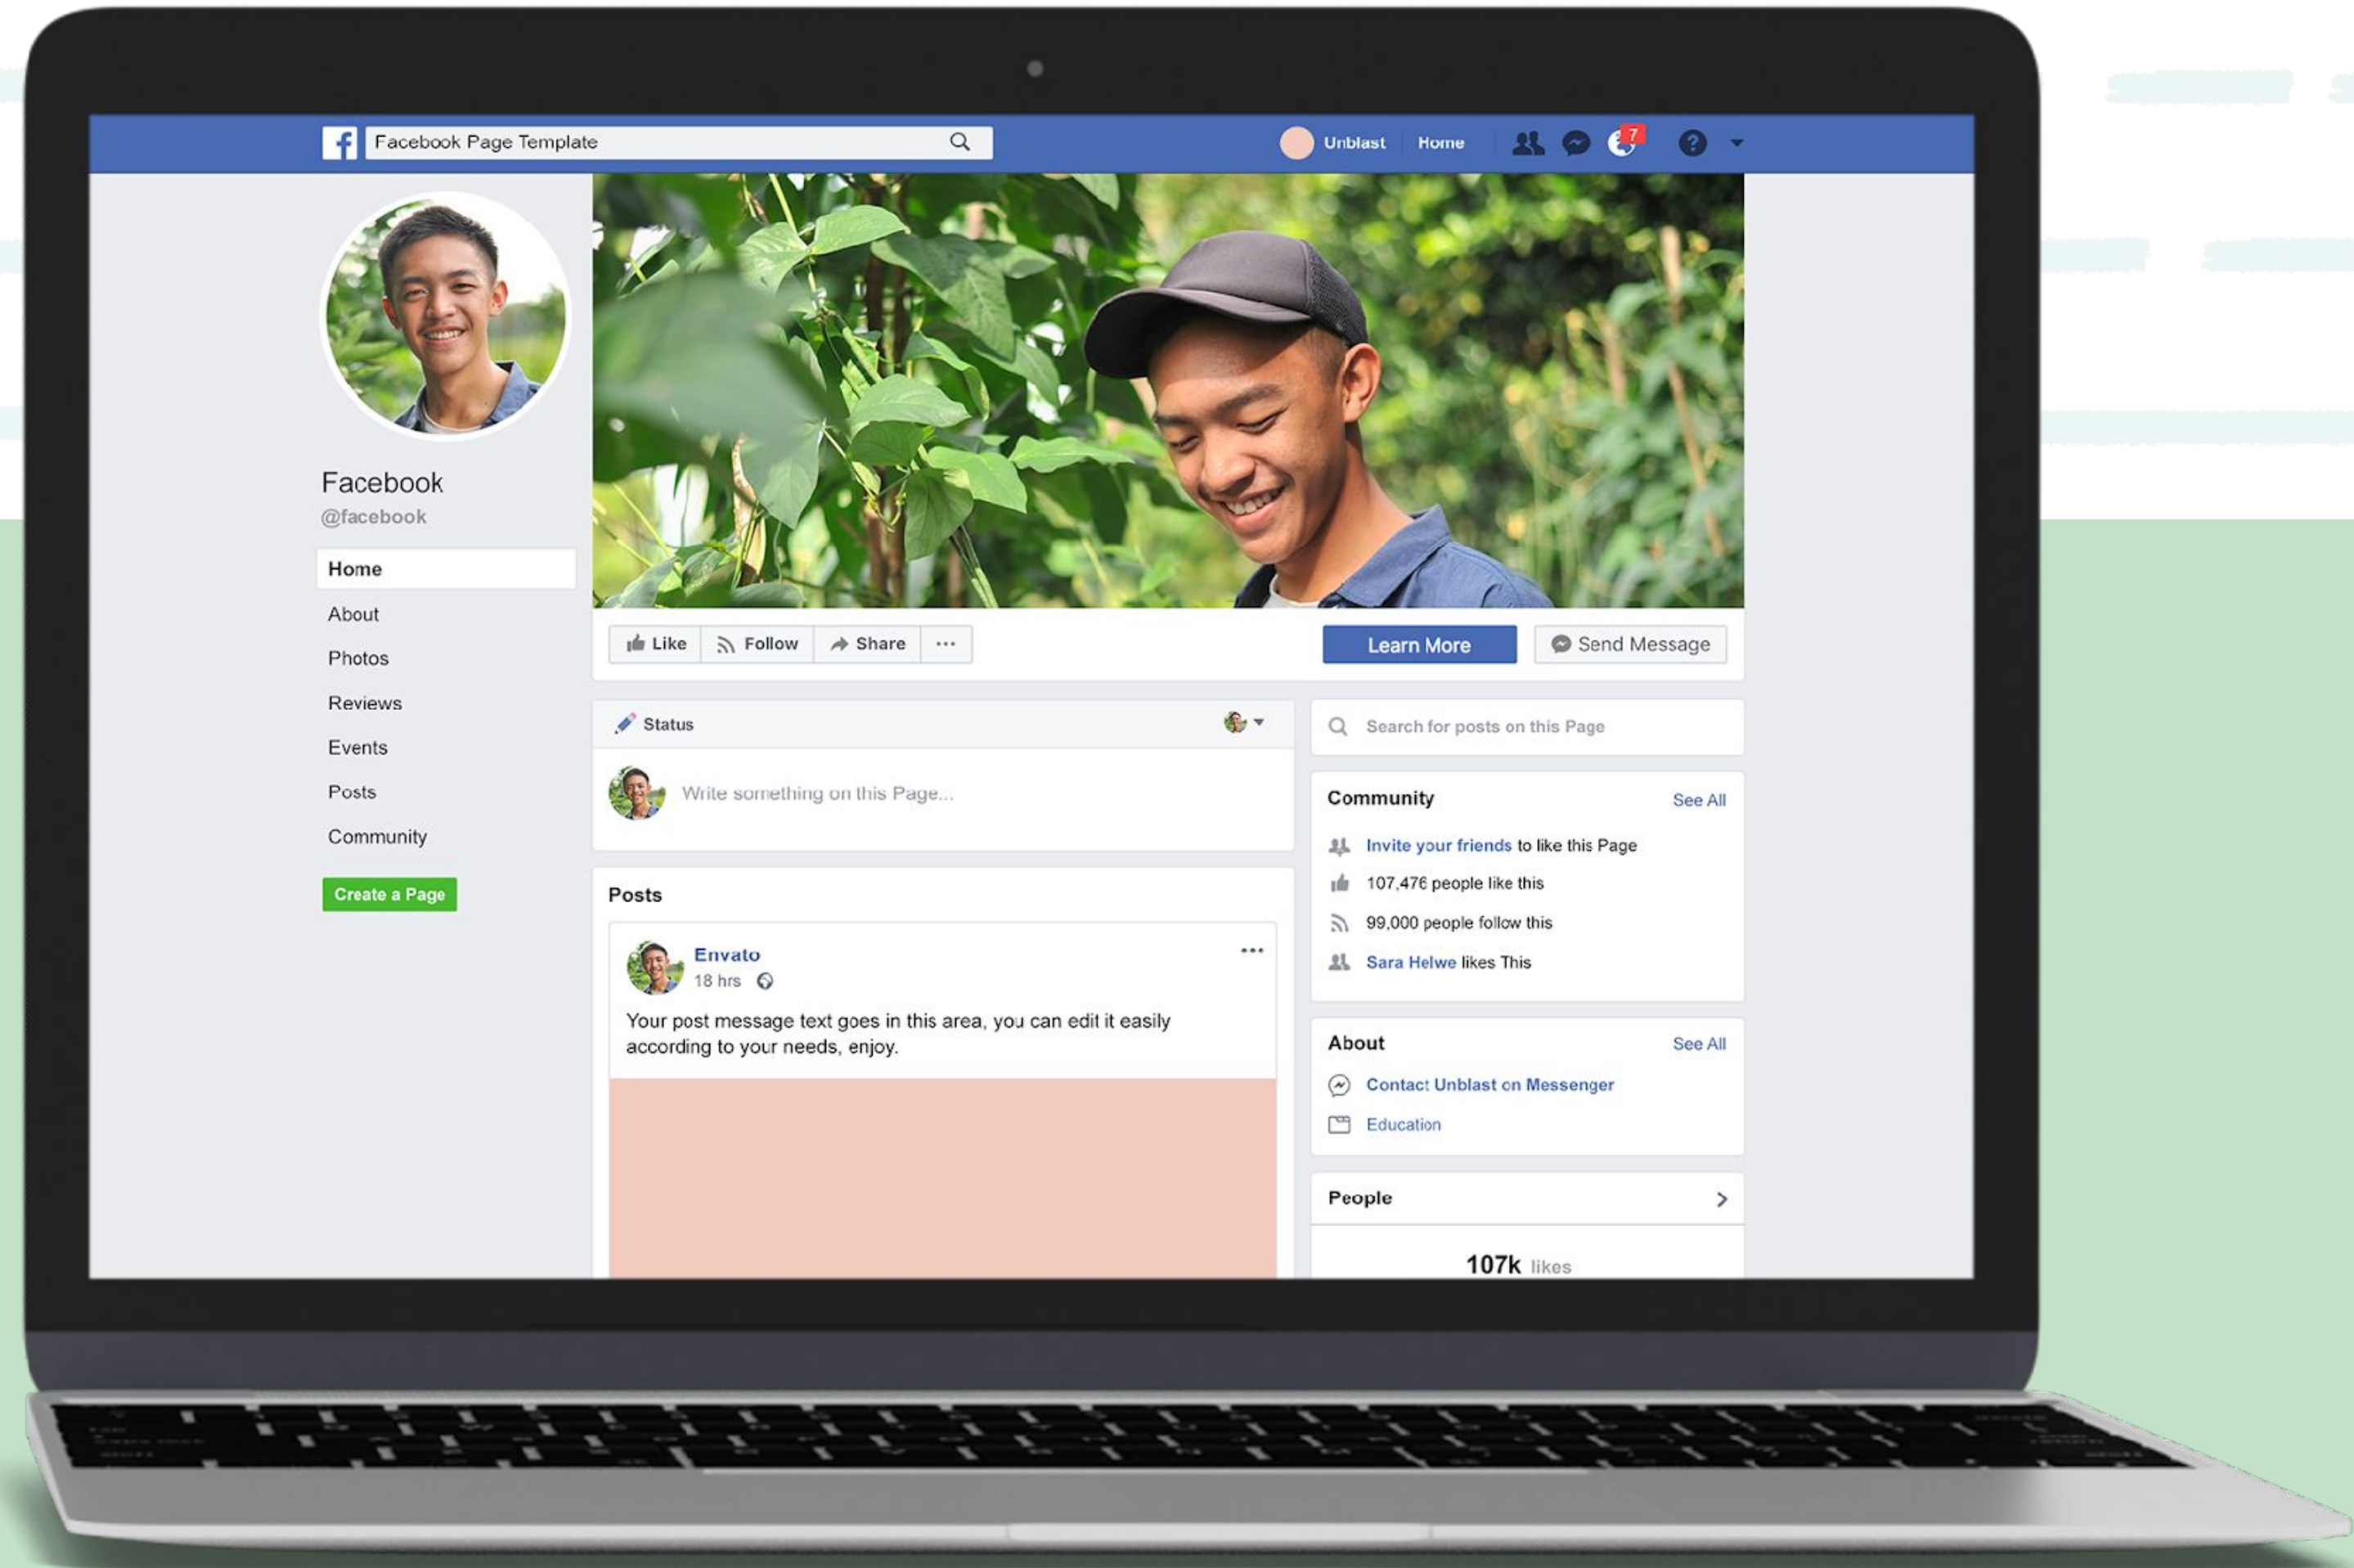 Facebook Page Template
Unblast
Home
7
?
Facebook
@facebook
Home
About
Photos
Reviews
Events
Posts
Community
Create a Page
Like
Follow
Share
Learn More
Send Message
Status
Write something on this Page...
Posts
Envato
18 hrs
Your post message text goes in this area, you can edit it easily
according to your needs, enjoy.
Search for posts on this Page
Community
See All
Invite your friends to like this Page
107,476 people like this
99,000 people follow this
Sara Helwe likes This
About
See All
Contact Unblast on Messenger
Education
People
107k likes